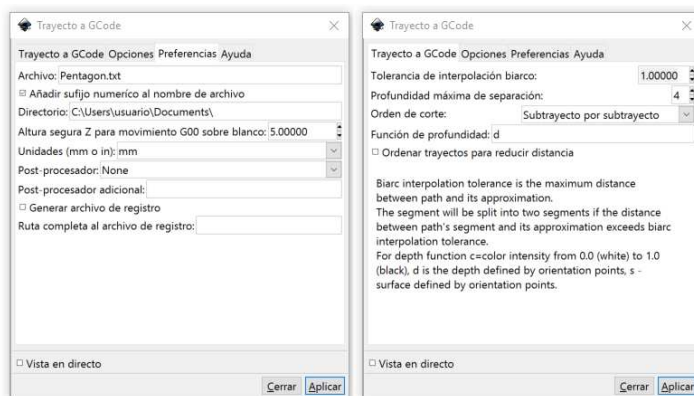 Trayecto a GCode
Trayecto a GCode Opciones Preferencias Ayuda
Archivo: Pentagon.txt
Añadir sufijo numeríco al nombre de archivo
Directorio: C:\Users\usuario\Documents\
Altura segura Z para movimiento G00 sobre blanco: 5.00000
Unidades (mm o in): mm
Post-procesador: None
Post-procesador adicional:
Generar archivo de registro
Ruta completa al archivo de registro:
Vista en directo
Cerrar Aplicar
Trayecto a GCode
Trayecto a GCode Opciones Preferencias Ayuda
Tolerancia de interpolación biarco: 1.00000
Profundidad máxima de separación: 4
Orden de corte: Subtrayecto por subtrayecto
Función de profundidad: d
Ordenar trayectos para reducir distancia
Biarc interpolation tolerance is the maximum distance
between path and its approximation.
The segment will be split into two segments if the distance
between path's segment and its approximation exceeds biarc
interpolation tolerance.
For depth function c=color intensity from 0.0 (white) to 1.0
(black), d is the depth defined by orientation points, s -
surface defined by orientation points.
Vista en directo
Cerrar Aplicar